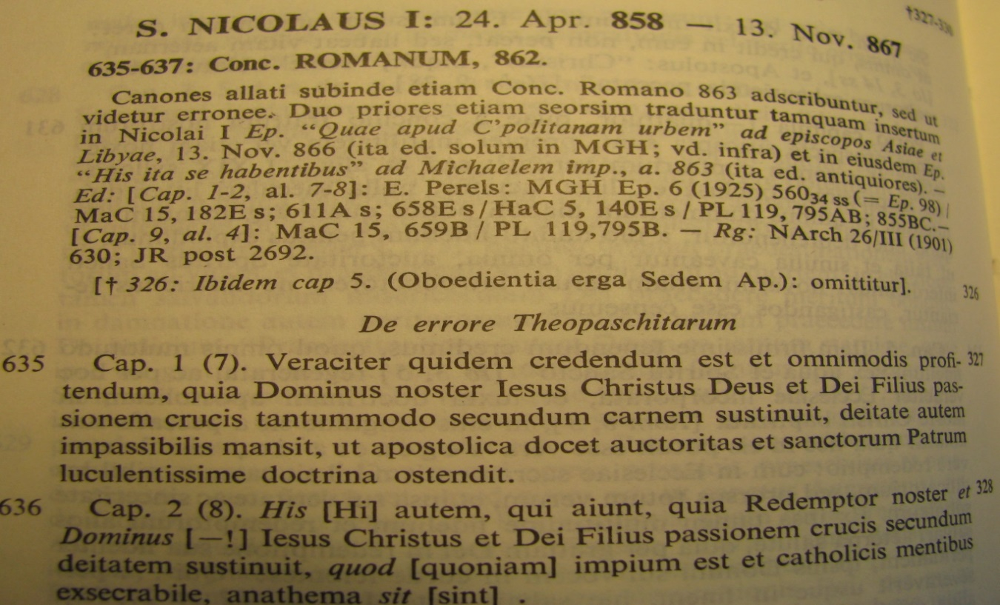 †327-330
S. NICOLAUS I: 24. Apr. 858 — 13. Nov. 867
635-637: Conc. ROMANUM, 862.
Canones allati subinde etiam Conc. Romano 863 adscribuntur, sed ut
videtur erronee. Duo priores etiam seorsim traduntur tamquam insertum
in Nicolai I Ep. “Quae apud C’politanam urbem” ad episcopos Asiae et
Libyae, 13. Nov. 866 (ita ed. solum in MGH; vd. infra) et in eiusdem Ep.
“His ita se habentibus” ad Michaelem imp., a. 863 (ita ed. antiquiores). —
Ed: [Cap. 1-2, al. 7-8]: E. Perels: MGH Ep. 6 (1925) 56034 ss (= Ep. 98) /
MaC 15, 182E s; 611A s; 658E s / HaC 5, 140E s / PL 119, 795AB; 855BC.—
[Cap. 9, al. 4]: MaC 15, 659B / PL 119,795B. — Rg: NArch 26/III (1901)
630; JR post 2692.
[† 326: Ibidem cap 5. (Oboedientia erga Sedem Ap.): omittitur]. 326
De errore Theopaschitarum
635 Cap. 1 (7). Veraciter quidem credendum est et omnimodis profi- 327
tendum, quia Dominus noster Iesus Christus Deus et Dei Filius pas-
sionem crucis tantummodo secundum carnem sustinuit, deitate autem
impassibilis mansit, ut apostolica docet auctoritas et sanctorum Patrum
luculentissime doctrina ostendit.
636 Cap. 2 (8). His [Hi] autem, qui aiunt, quia Redemptor noster et 328
Dominus [—!] Iesus Christus et Dei Filius passionem crucis secundum
deitatem sustinuit, quod [quoniam] impium est et catholicis mentibus
exsecrabile, anathema sit [sint] .